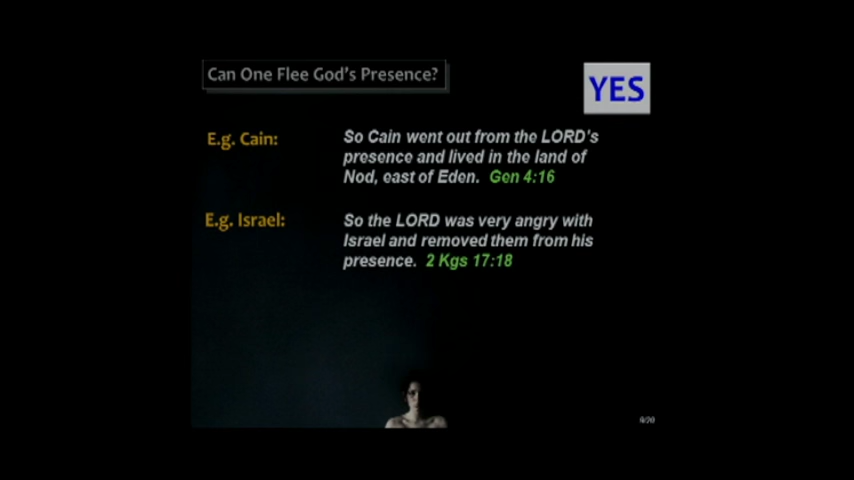 Can One Flee God's Presence?
YES
E.g. Cain:
So Cain went out from the LORD's
presence and lived in the land of
Nod, east of Eden. Gen 4:16
E.g. Israel:
So the LORD was very angry with
Israel and removed them from his
presence. 2 Kgs 17:18